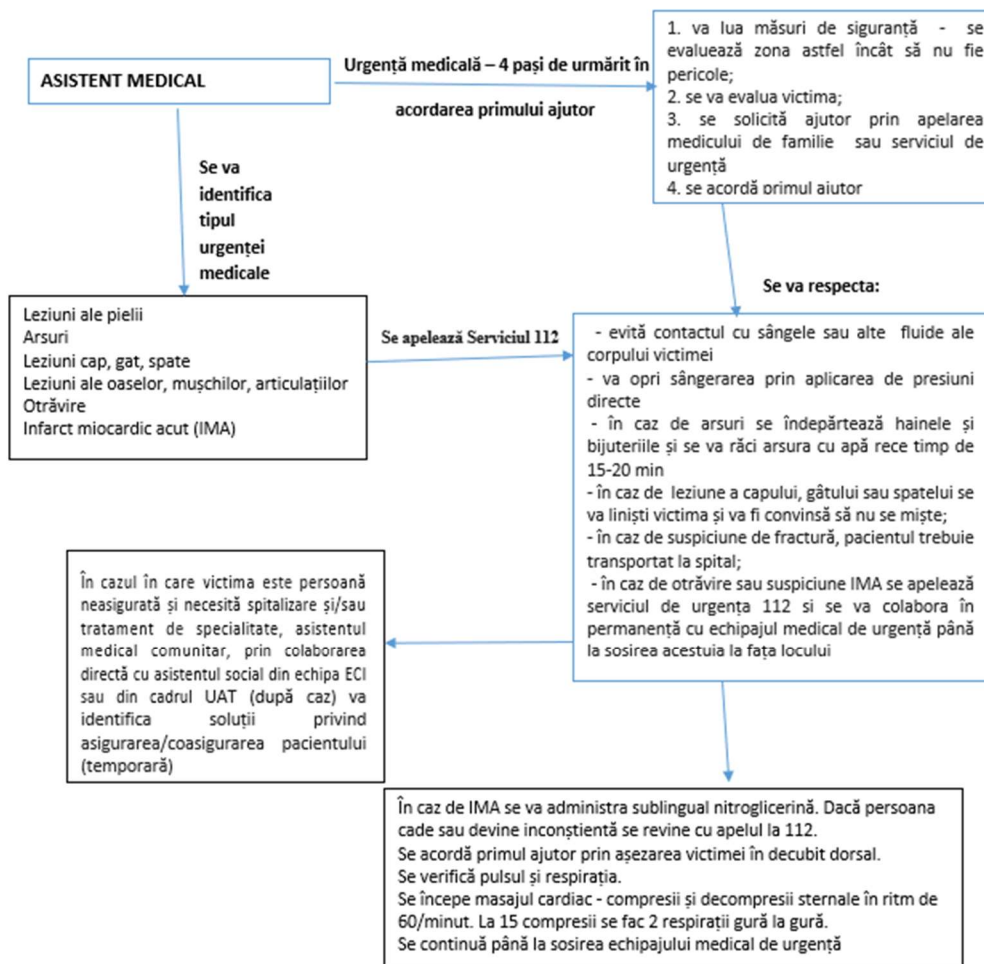 ASISTENT MEDICAL
Urgență medicală – 4 pași de urmărit în
acordarea primului ajutor
1. va lua măsuri de siguranță - se
evaluează zona astfel încât să nu fie
pericole;
2. se va evalua victima;
3. se solicită ajutor prin apelarea
medicului de familie sau serviciul de
urgență
4. se acordă primul ajutor
Se va
identifica
tipul
urgenței
medicale
Se va respecta:
Leziuni ale pielii
Arsuri
Leziuni cap, gat, spate
Leziuni ale oaselor, mușchilor, articulațiilor
Otrăvire
Infarct miocardic acut (IMA)
Se apelează Serviciul 112
- evită contactul cu sângele sau alte fluide ale
corpului victimei
- va opri sângerarea prin aplicarea de presiuni
directe
- în caz de arsuri se îndepărtează hainele și
bijuteriile și se va răci arsura cu apă rece timp de
15-20 min
- în caz de leziune a capului, gâtului sau spatelui se
va liniști victima și va fi convinsă să nu se miște;
- în caz de suspiciune de fractură, pacientul trebuie
transportat la spital;
- în caz de otrăvire sau suspiciune IMA se apelează
serviciul de urgența 112 si se va colabora în
permanență cu echipajul medical de urgență până
la sosirea acestuia la fața locului
În cazul în care victima este persoană
neasigurată și necesită spitalizare și/sau
tratament de specialitate, asistentul
medical comunitar, prin colaborarea
directă cu asistentul social din echipa ECI
sau din cadrul UAT (după caz) va
identifica soluții privind
asigurarea/coasigurarea pacientului
(temporară)
În caz de IMA se va administra sublingual nitroglicerină. Dacă persoana
cade sau devine inconștientă se revine cu apelul la 112.
Se acordă primul ajutor prin așezarea victimei în decubit dorsal.
Se verifică pulsul și respirația.
Se începe masajul cardiac - compresii și decompresii sternale în ritm de
60/minut. La 15 compresii se fac 2 respirații gură la gură.
Se continuă până la sosirea echipajului medical de urgență